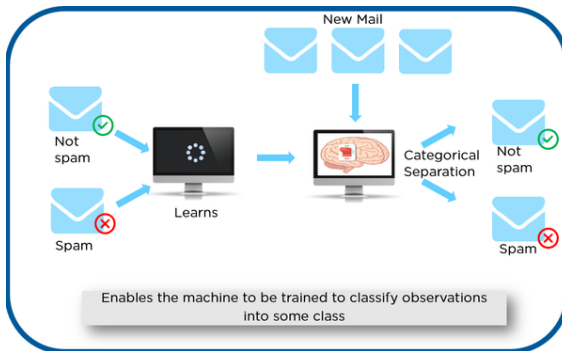 New Mail
Not
spam
Spam
Learns
Categorical
Separation
Not
spam
Spam
Enables the machine to be trained to classify observations
into some class